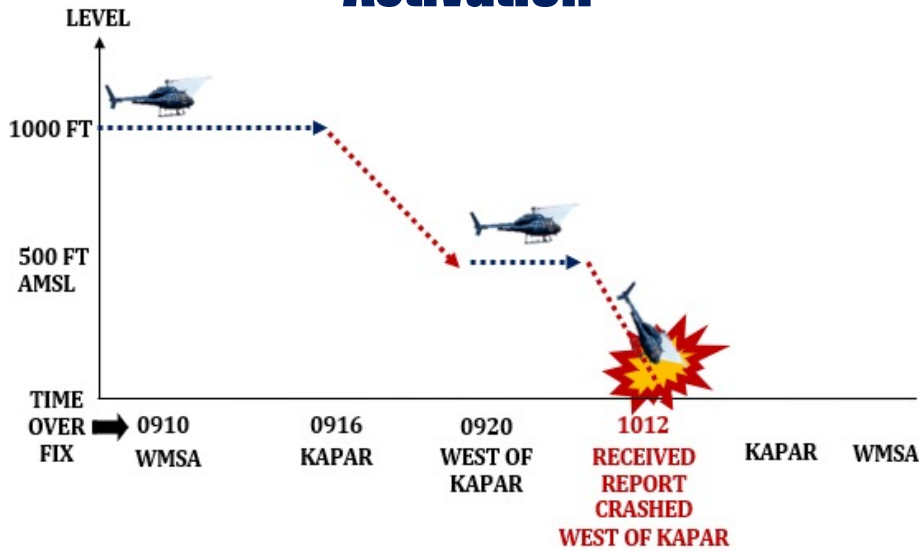 Activation
LEVEL
1000 FT
500 FT
AMSL
TIME
OVER
FIX
0910
WMSA
0916
KAPAR
0920
WEST OF
KAPAR
1012
RECEIVED
REPORT
CRASHED
WEST OF KAPAR
KAPAR
WMSA